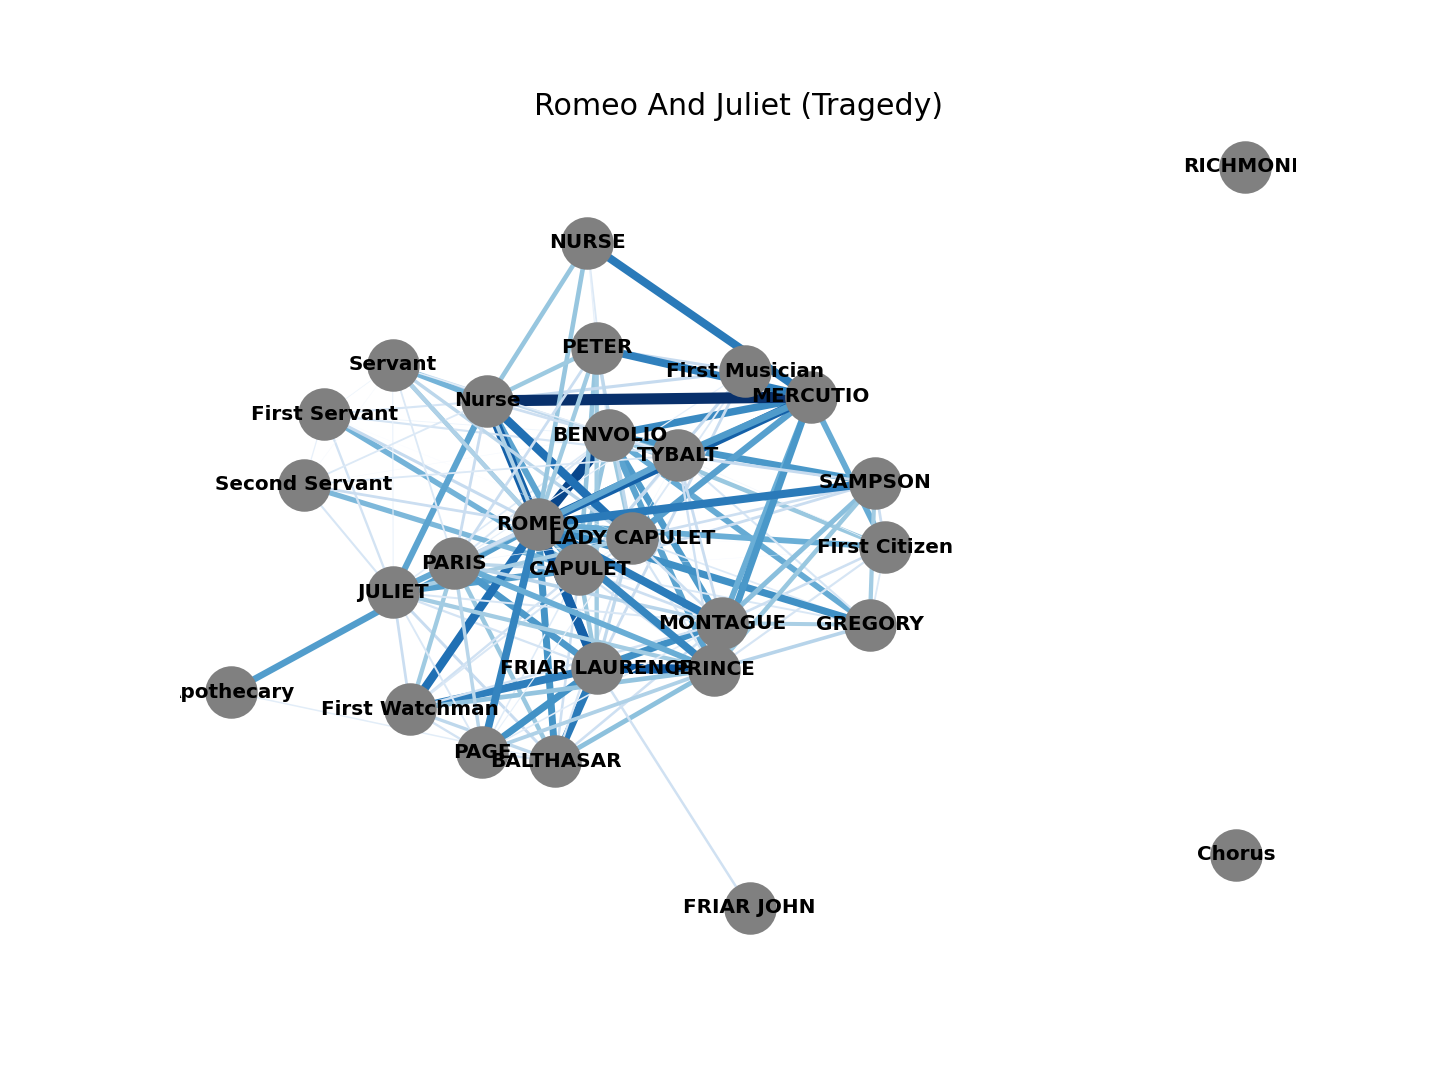 Romeo And Juliet (Tragedy)
RICHMONI
NURSE
PETER
Servant
First Musician
Nurse
MERCUTIO
First Servant
BENVOLIO
TYBALT
SAMPSON
Second Servant
ROMEO
LADY CAPULET
First Citizen
PARIS
CAPULET
JULIET
MONTAGUE
GREGORY
FRIAR LAURENCE
PRINCE
pothecary
First Watchman
PAGE
BALTHASAR
Chorus
FRIAR JOHN